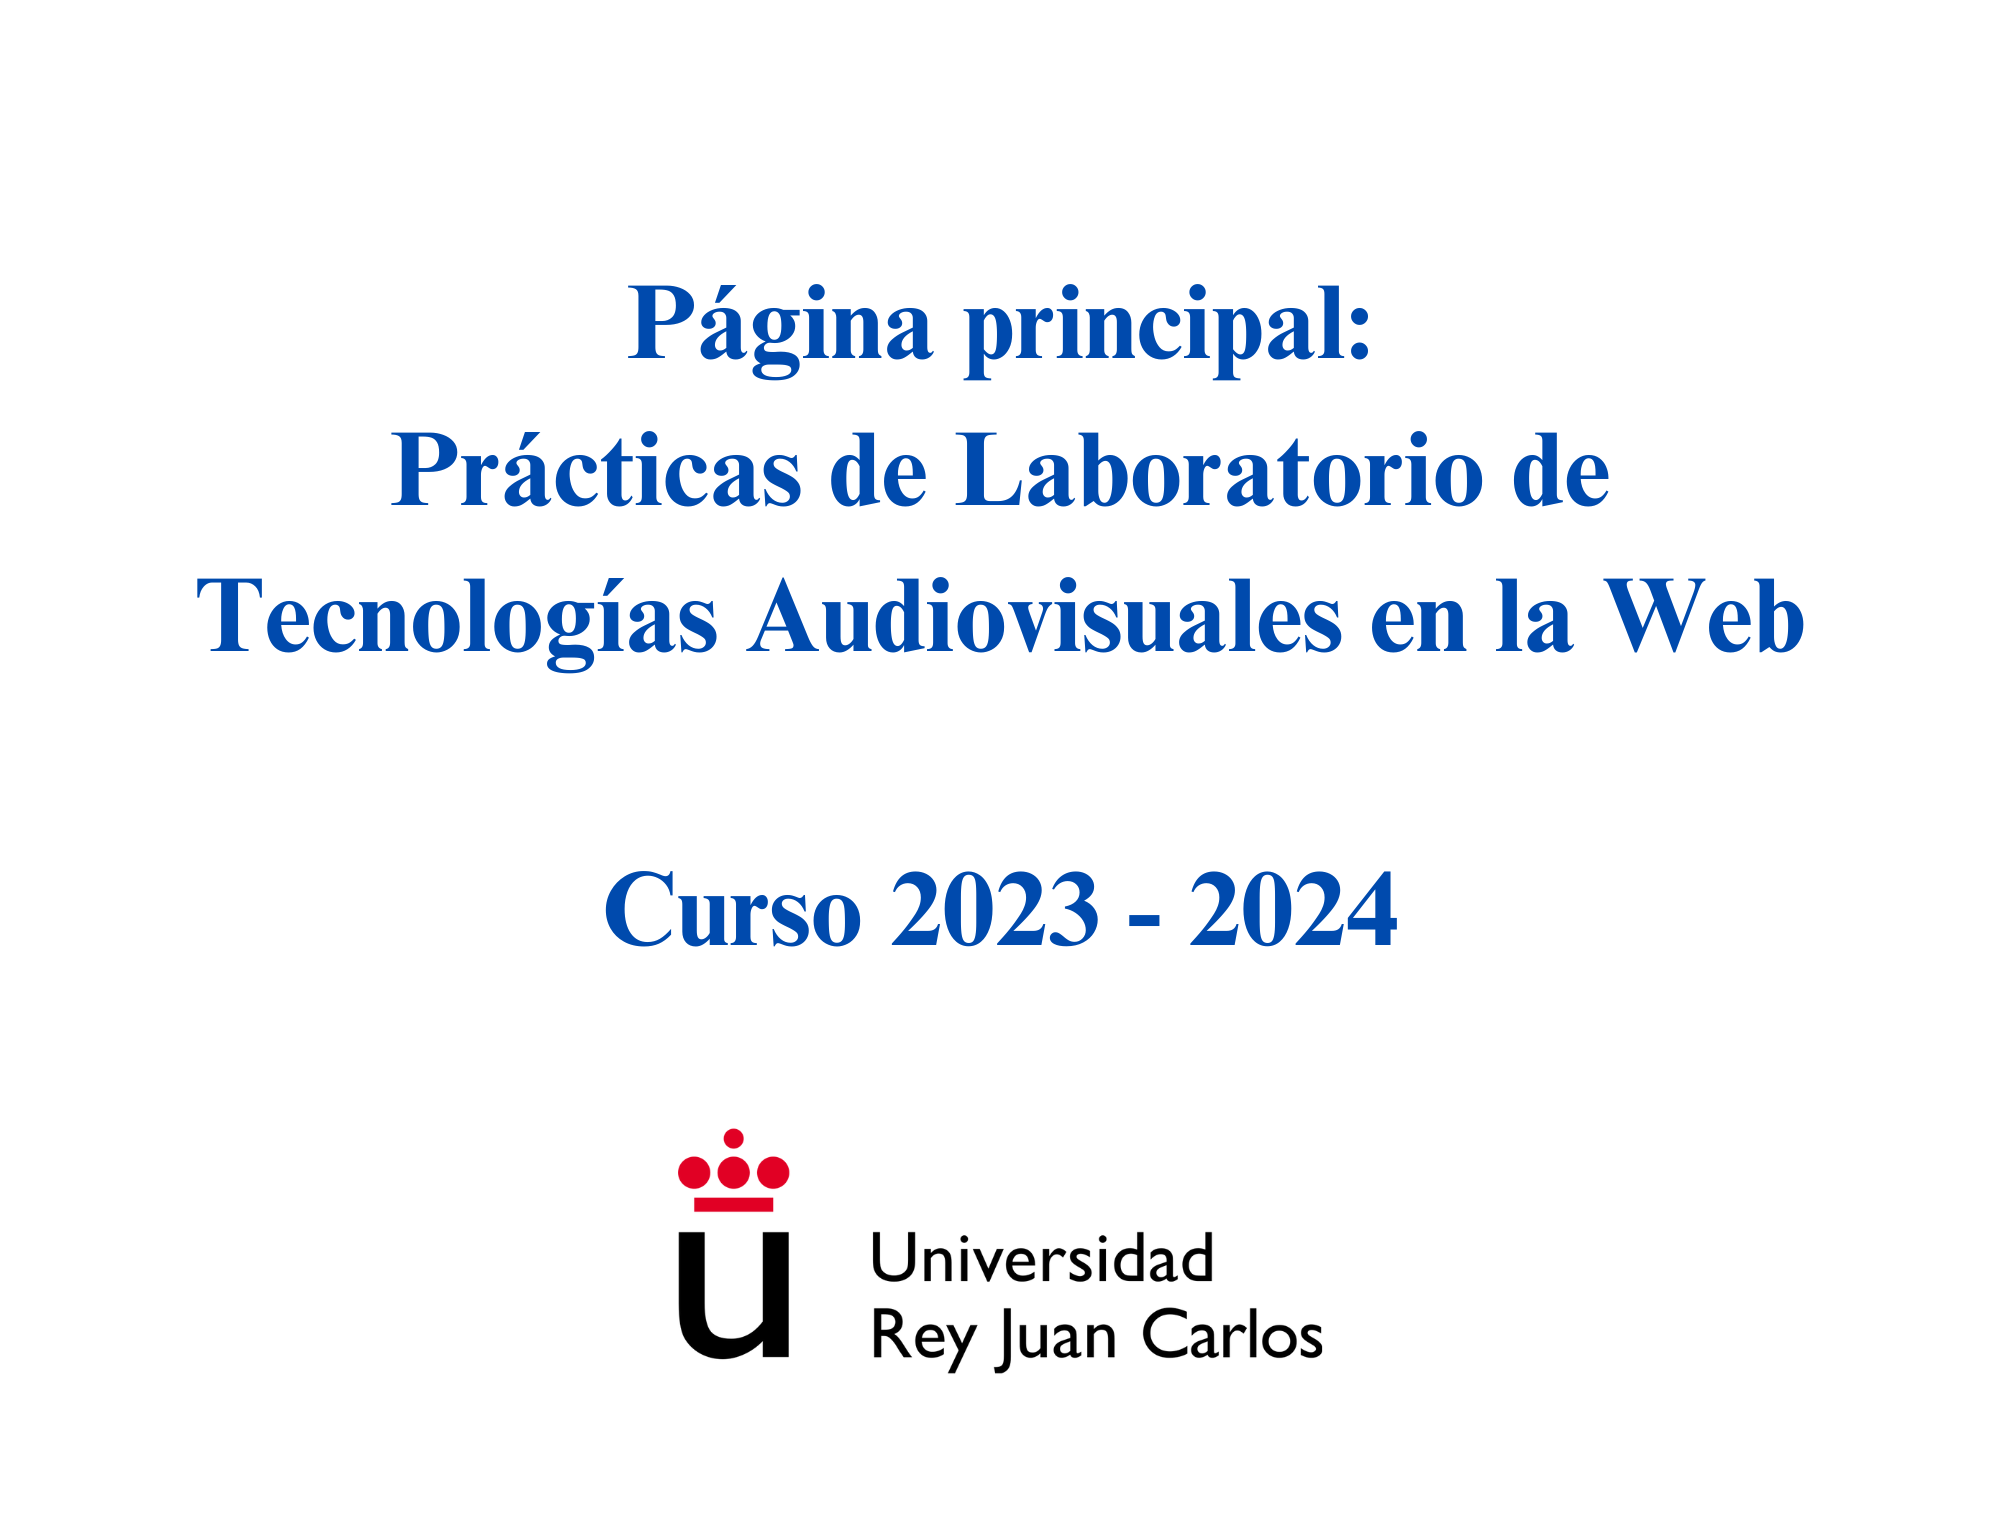 Página principal:
Prácticas de Laboratorio de
Tecnologías Audiovisuales en la Web
Curso 2023 - 2024
u
Universidad
Rey Juan Carlos